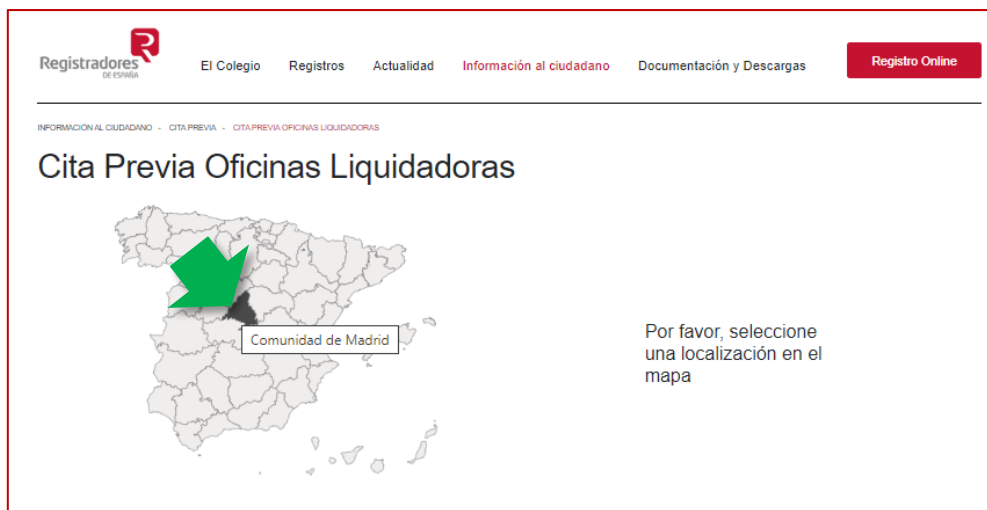 Registradores
DE ESPAÑA
El Colegio Registros Actualidad Información al ciudadano Documentación y Descargas Registro Online
INFORMACIÓN AL CIUDADANO - CITA PREVIA - CITA PREVIA OFICINAS LIQUIDADORAS
Cita Previa Oficinas Liquidadoras
Comunidad de Madrid
Por favor, seleccione
una localización en el
mapa